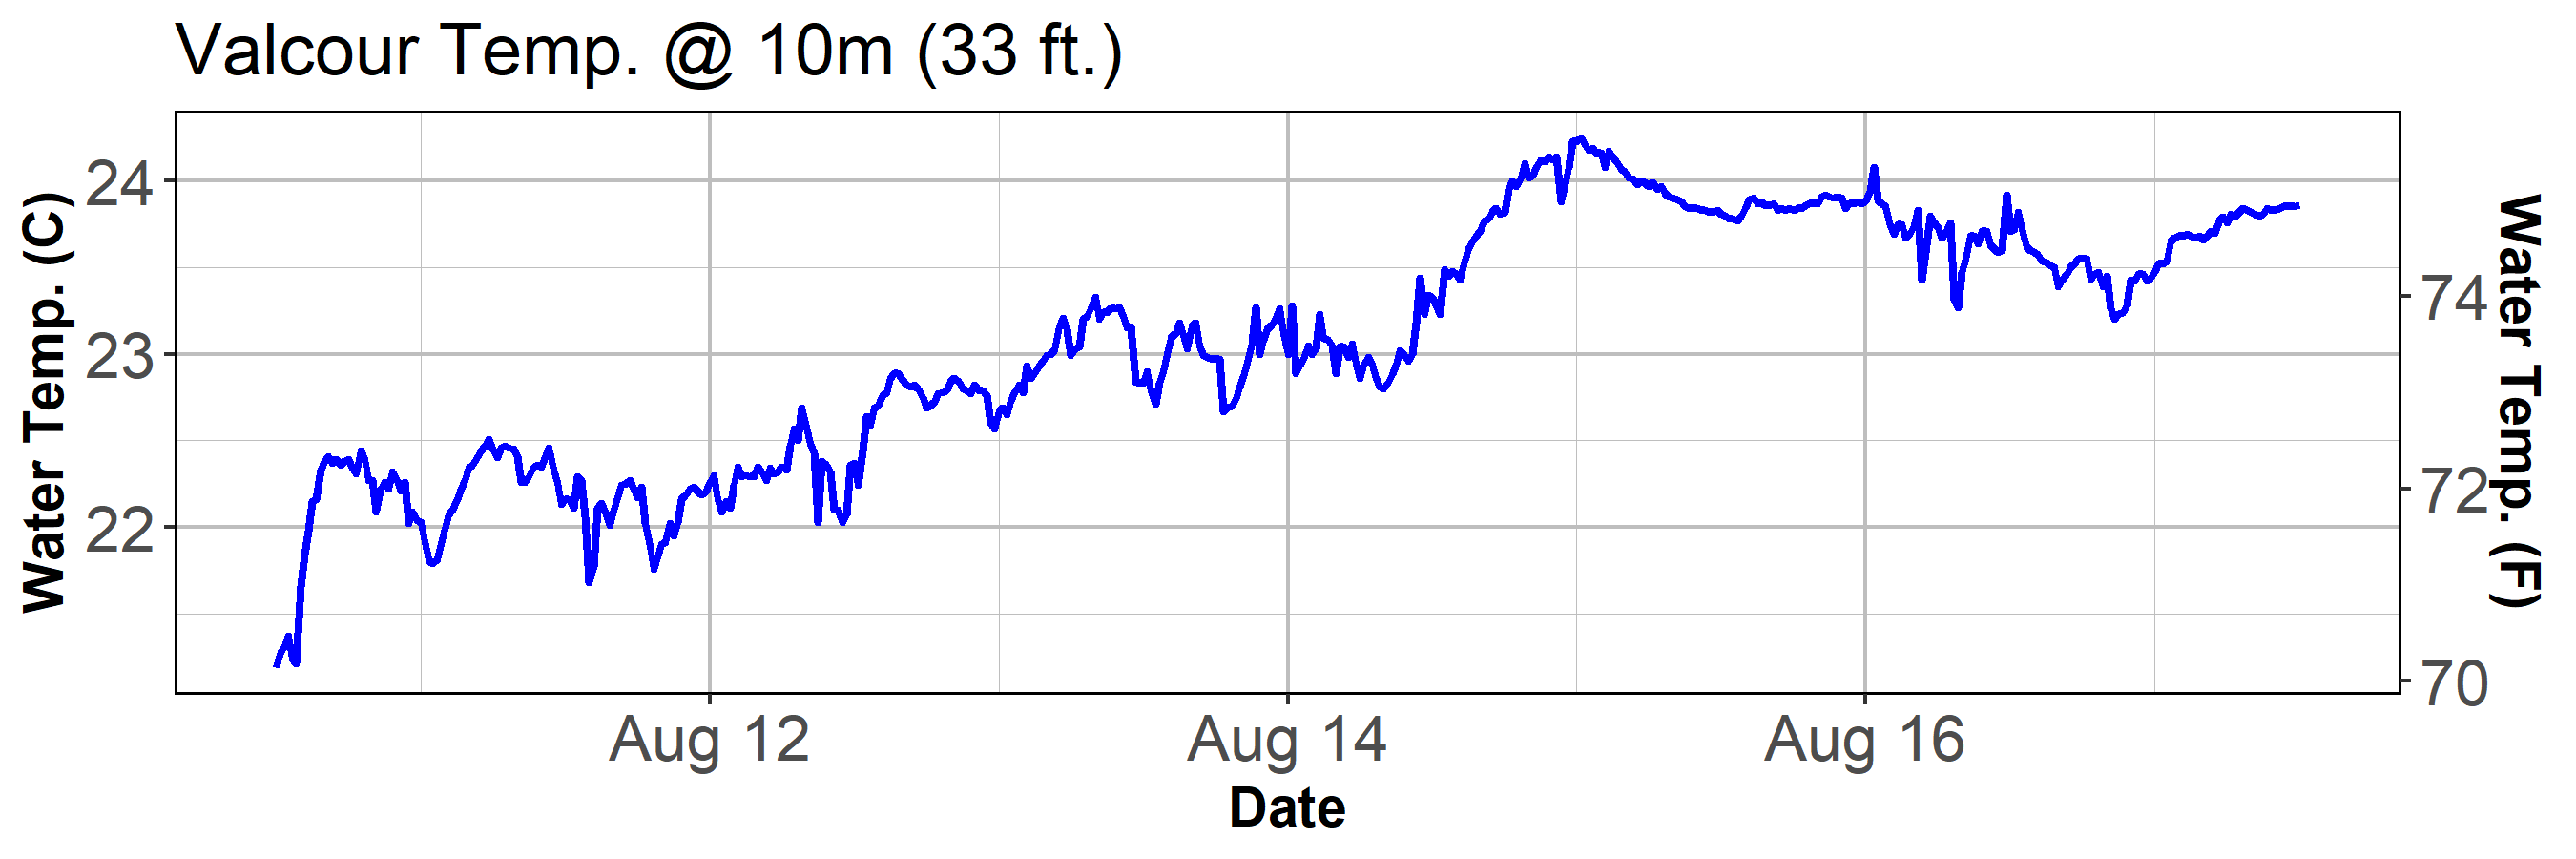 Valcour Temp. @ 10m (33 ft.)
Water Temp. (C)
24
23
22
74
72
70
Water Temp. (F)
Aug 12
Aug 14
Aug 16
Date